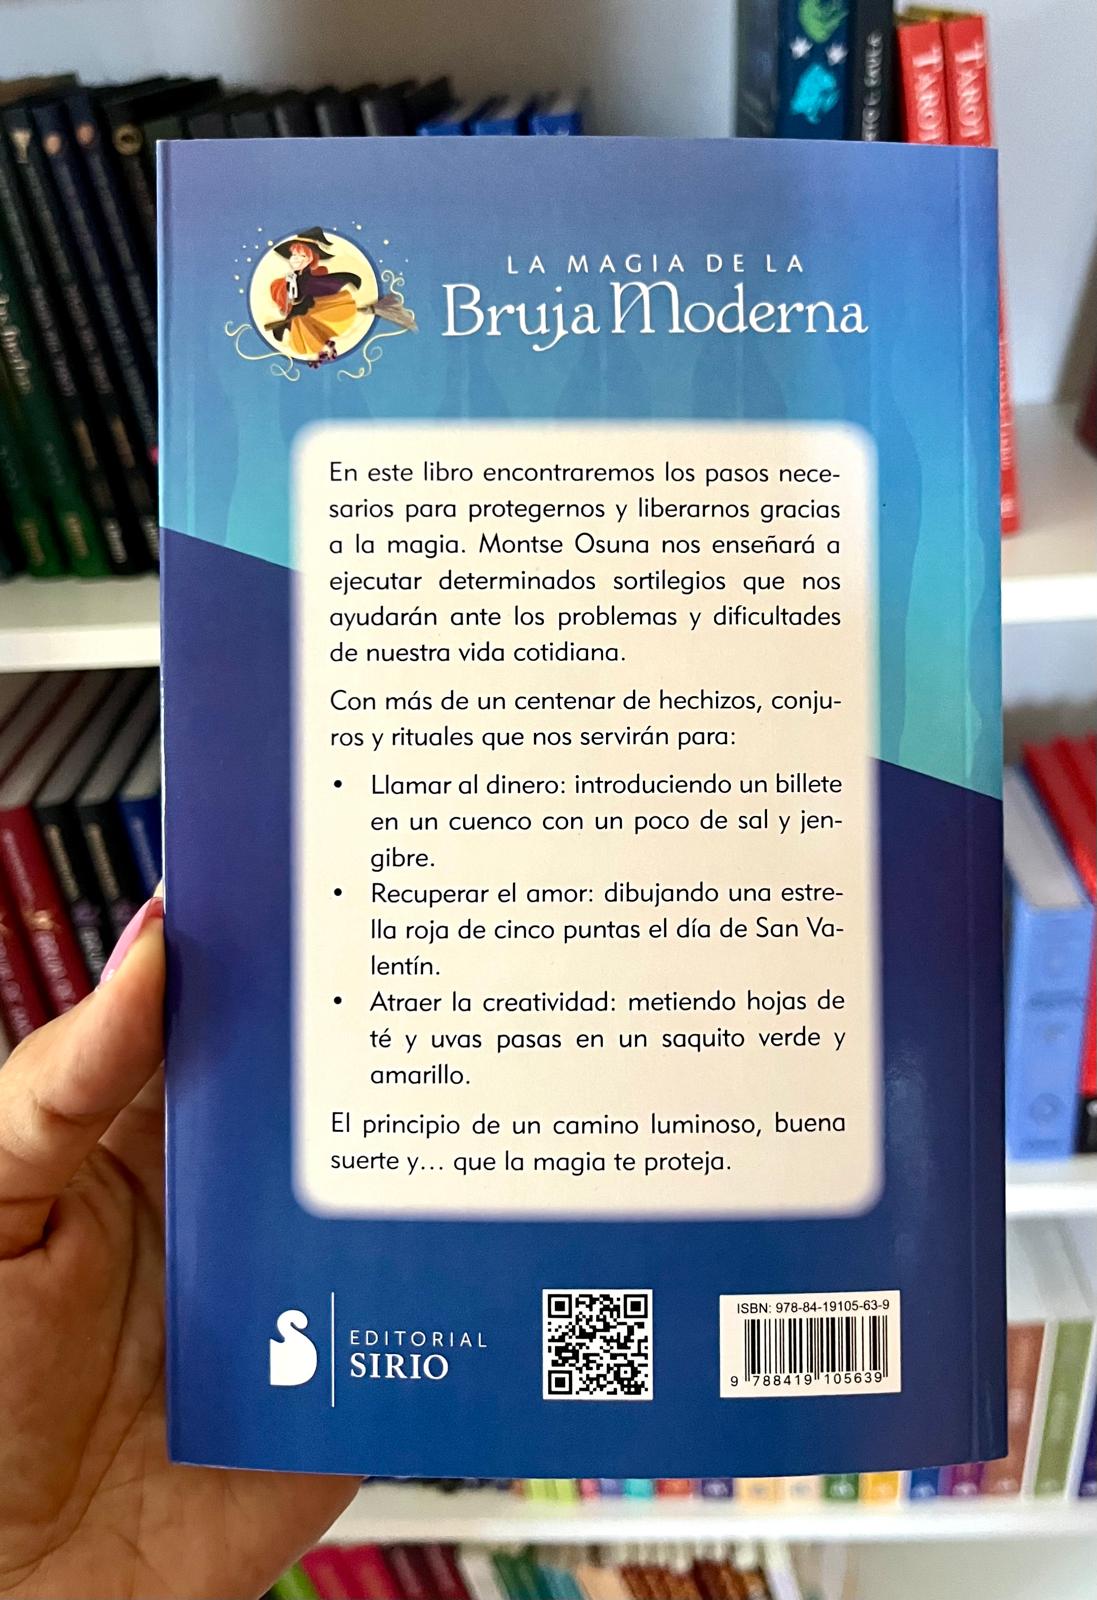 TAROT
TAROT
LA MAGIA DE LA
Bruja Moderna
En este libro encontraremos los pasos nece-
sarios para protegernos y liberarnos gracias
a la magia. Montse Osuna nos enseñará a
ejecutar determinados sortilegios que nos
ayudarán ante los problemas y dificultades
de nuestra vida cotidiana.
Con más de un centenar de hechizos, conju-
ros y rituales que nos servirán para:
• Llamar al dinero: introduciendo un billete
en un cuenco con un poco de sal y jen-
gibre.
• Recuperar el amor: dibujando una estre-
lla roja de cinco puntas el día de San Va-
lentín.
• Atraer la creatividad: metiendo hojas de
té y uvas pasas en un saquito verde y
amarillo.
El principio de un camino luminoso, buena
suerte y... que la magia te proteja.
EDITORIAL
SIRIO
ISBN: 978-84-19105-63-9
9 788419 105639